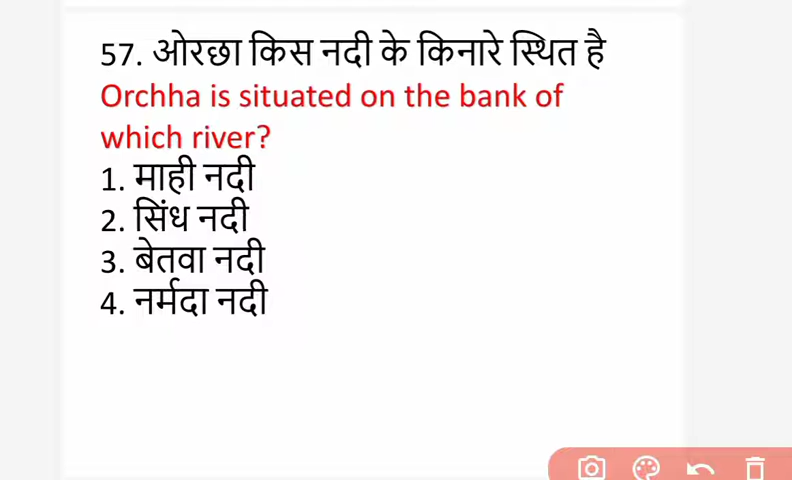 57. ओरछा किस नदी के किनारे स्थित है
Orchha is situated on the bank of
which river?
1. माही नदी
2. सिंध नदी
3. बेतवा नदी
4. नर्मदा नदी